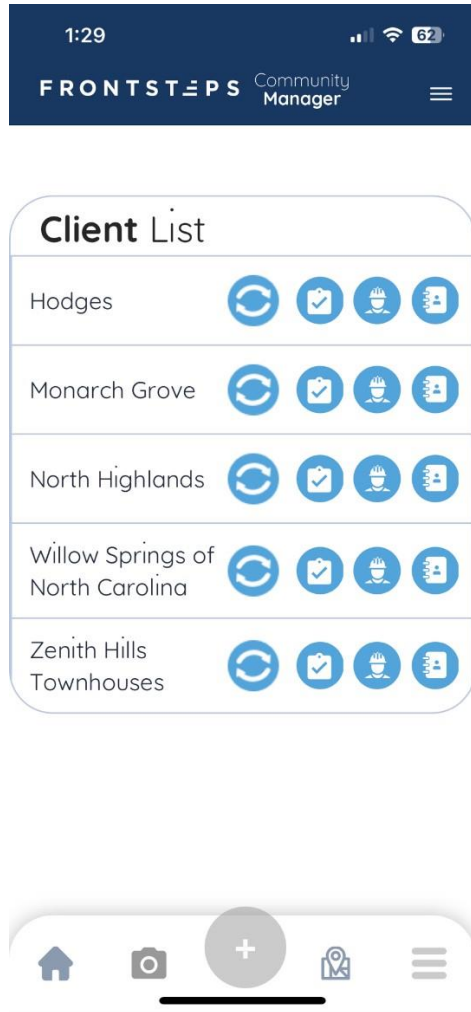 1:29
62
FRONTSTEPS Community
Manager
Client List
Hodges
Monarch Grove
North Highlands
Willow Springs of
North Carolina
Zenith Hills
Townhouses